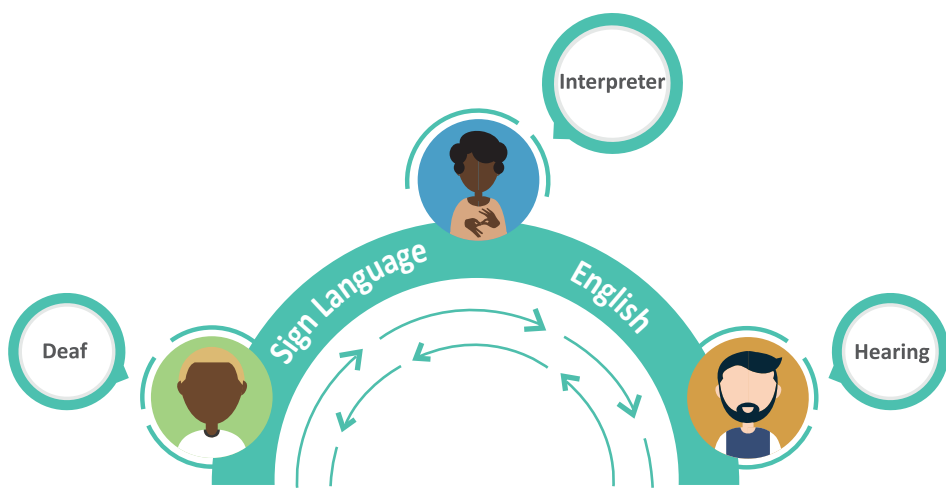 Interpreter
Sign Language
English
Deaf
Hearing